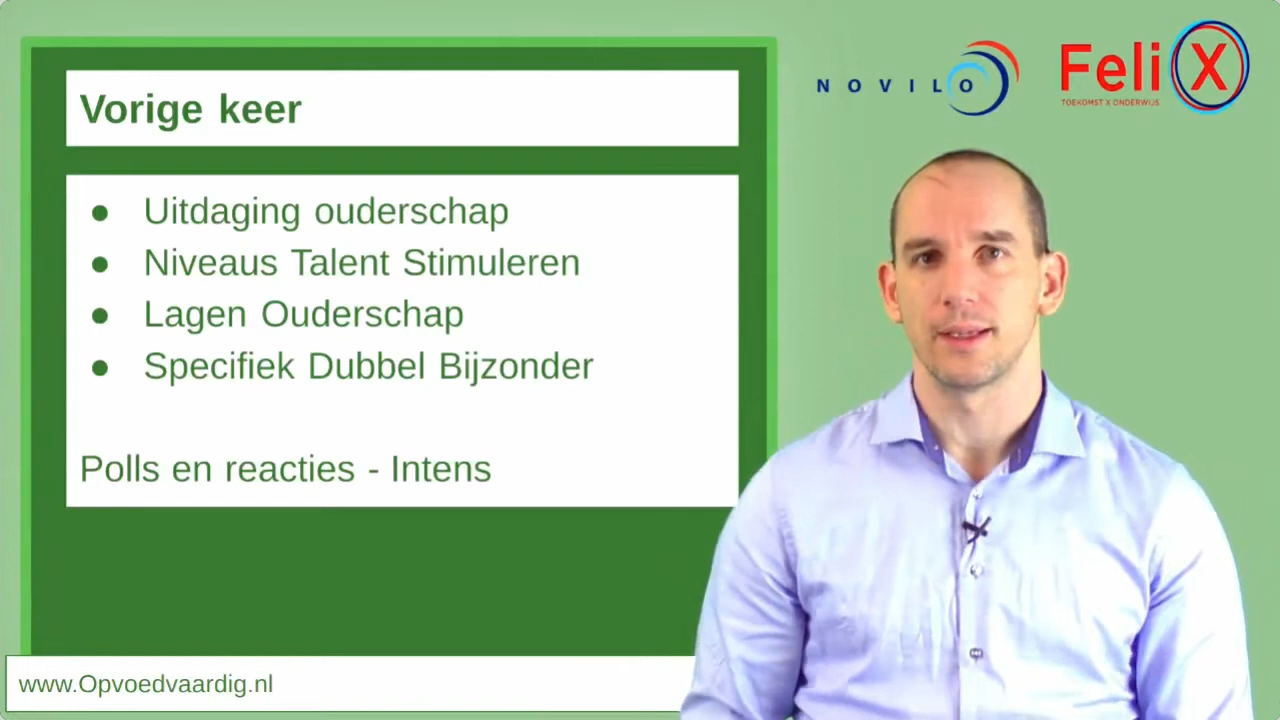 Vorige keer
● Uitdaging ouderschap
● Niveaus Talent Stimuleren
● Lagen Ouderschap
● Specifiek Dubbel Bijzonder
Polls en reacties - Intens
www.Opvoedvaardig.nl
NOVILO
FeliX
TOEKOMST X ONDERWIJS